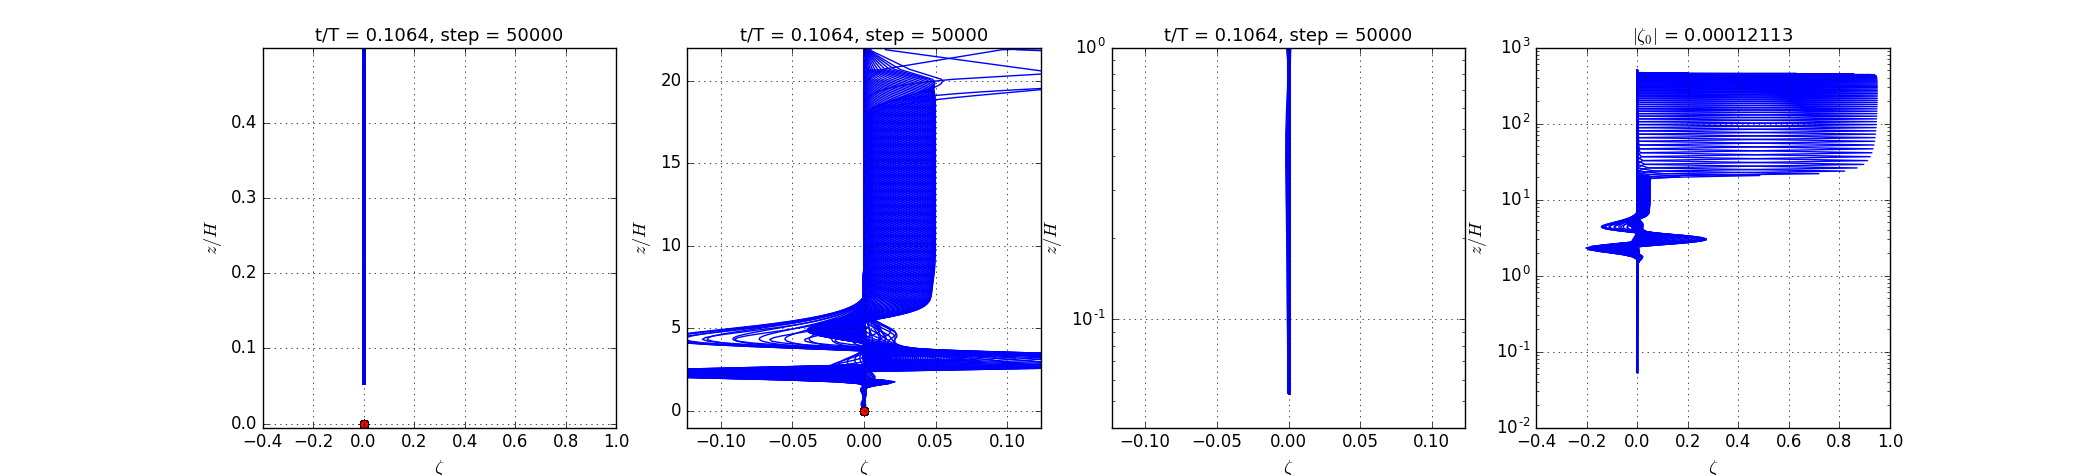 t/T = 0.1064, step = 50000
0.4
0.3
0.2
0.1
0.0
z/H
−0.4 −0.2 0.0 0.2 0.4 0.6 0.8 1.0
ζ
t/T = 0.1064, step = 50000
20
15
10
5
0
z/H
−0.10 −0.05 0.00 0.05 0.10
ζ
t/T = 0.1064, step = 50000
10⁰
10⁻¹
z/H
−0.10 −0.05 0.00 0.05 0.10
ζ
|ζ₀| = 0.00012113
10³
10²
10¹
10⁰
10⁻¹
10⁻²
z/H
−0.4 −0.2 0.0 0.2 0.4 0.6 0.8 1.0
ζ